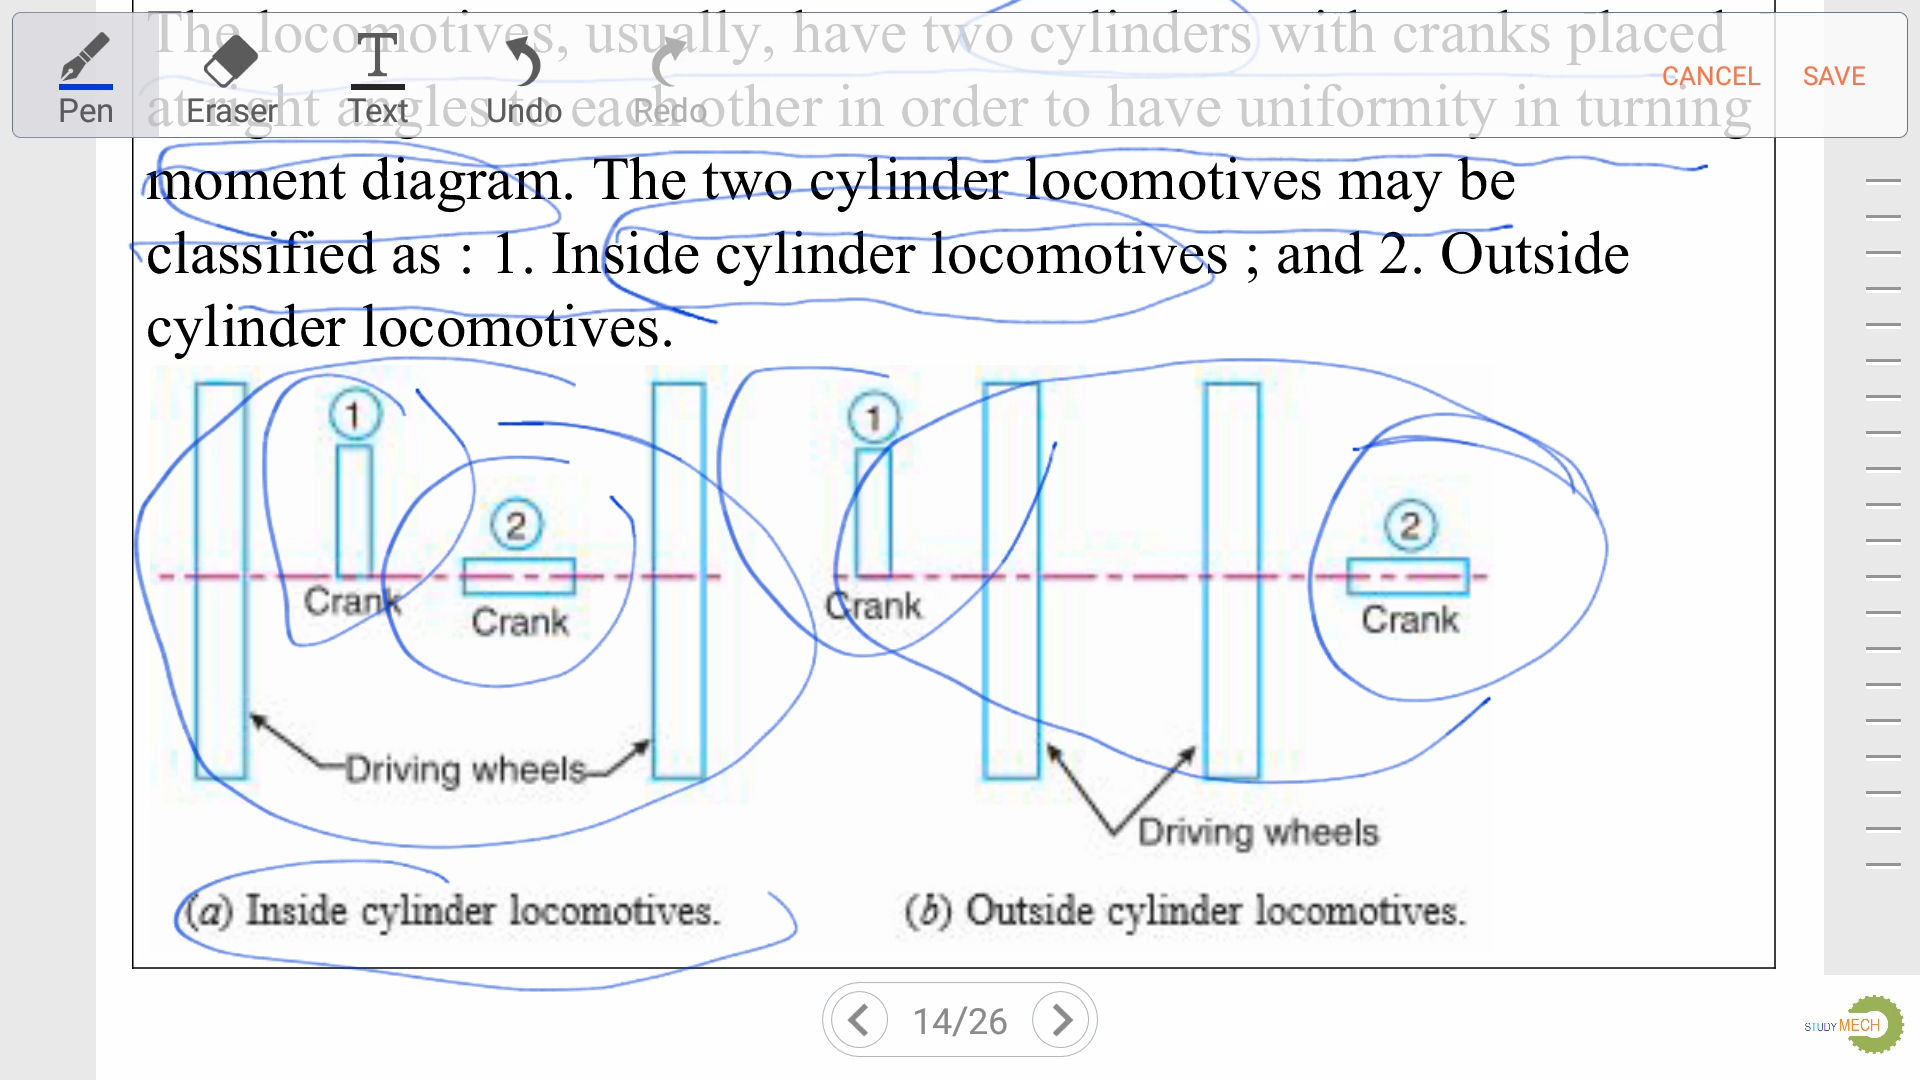 The locomotives, usually, have two cylinders with cranks placed
at right angles to each other in order to have uniformity in turning
Pen
Eraser
Text
Undo
Redo
CANCEL
SAVE
moment diagram. The two cylinder locomotives may be
classified as : 1. Inside cylinder locomotives ; and 2. Outside
cylinder locomotives.
1
Crank
2
Crank
Driving wheels
(a) Inside cylinder locomotives.
1
Crank
2
Crank
Driving wheels
(b) Outside cylinder locomotives.
14/26
STUDY MECH